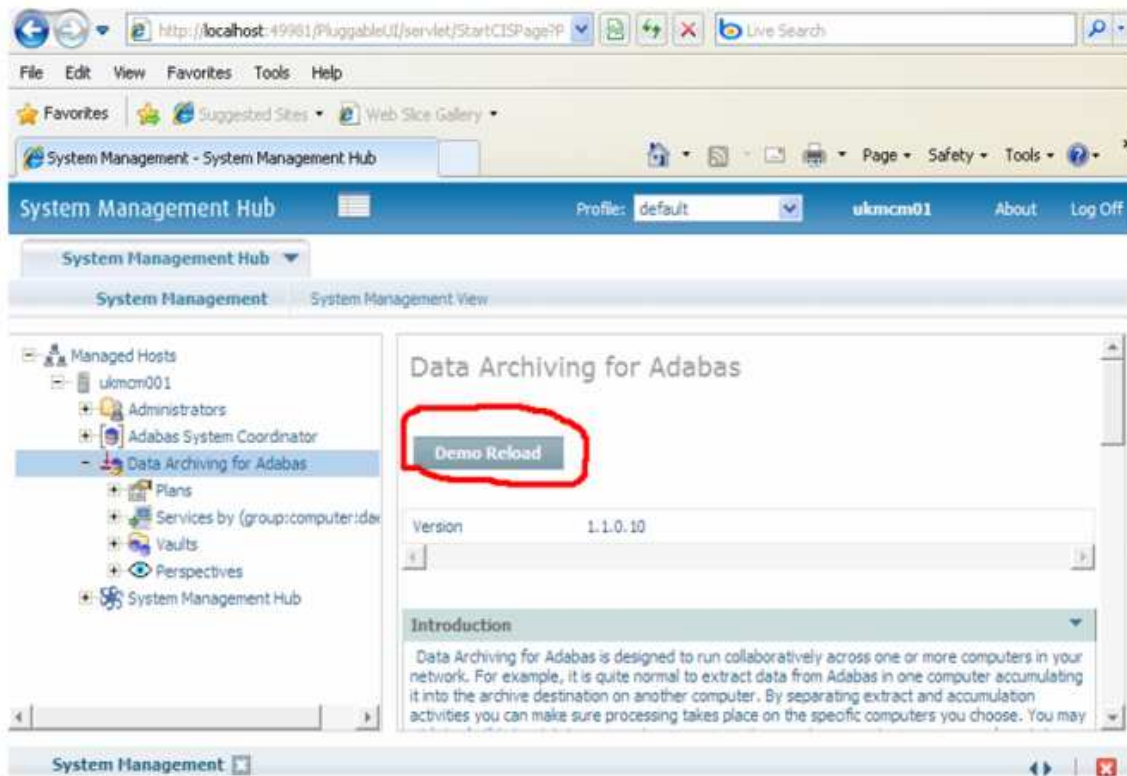 http://localhost:49981/PluggableUI/servlet/StartCISPage?P
Live Search
File Edit View Favorites Tools Help
Favorites Suggested Sites Web Slice Gallery
System Management - System Management Hub
Page Safety Tools
System Management Hub Profile: default ukmcm01 About Log Off
System Management Hub
System Management System Management View
Managed Hosts
ukmcm001
Administrators
Adabas System Coordinator
Data Archiving for Adabas
Plans
Services by (group:computer:dae
Vaults
Perspectives
System Management Hub
Data Archiving for Adabas
Demo Reload
Version 1.1.0.10
Introduction
Data Archiving for Adabas is designed to run collaboratively across one or more computers in your
network. For example, it is quite normal to extract data from Adabas in one computer accumulating
it into the archive destination on another computer. By separating extract and accumulation
activities you can make sure processing takes place on the specific computers you choose. You may
System Management